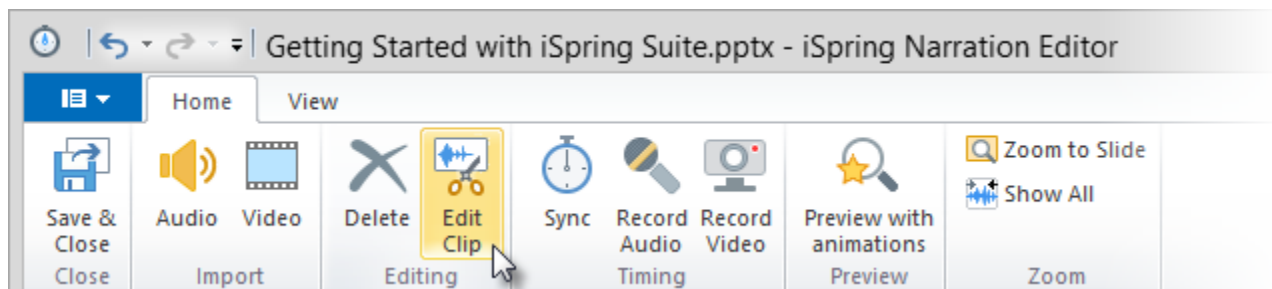 Getting Started with iSpring Suite.pptx - iSpring Narration Editor
Home View
Save & Close
Audio Video
Delete Edit Clip
Sync Record Audio Record Video
Preview with animations
Zoom to Slide
Show All
Close Import Editing Timing Preview Zoom